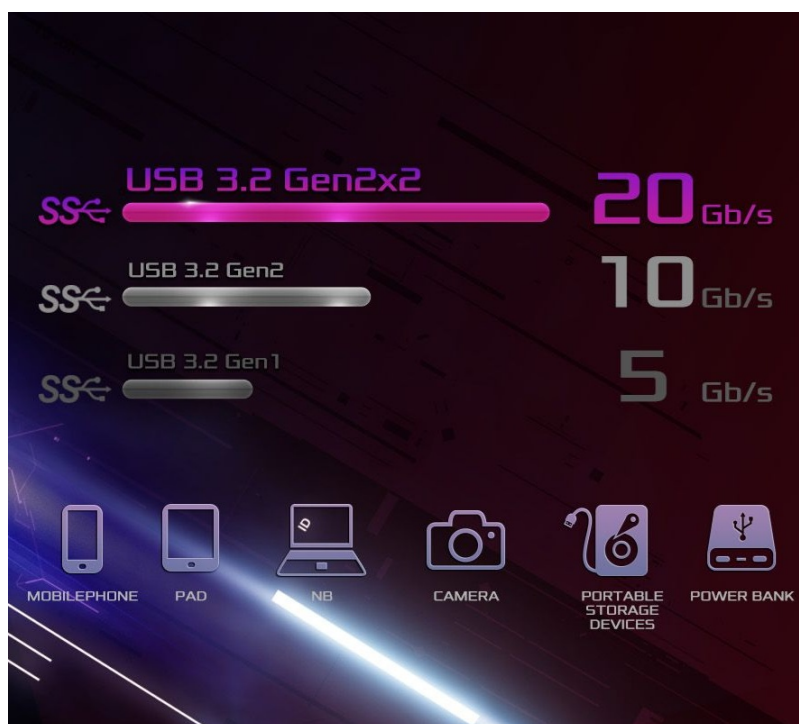 USB 3.2 Gen2x2
SS 20 Gb/s
USB 3.2 Gen2
SS 10 Gb/s
USB 3.2 Gen1
SS 5 Gb/s
ID
MOBILEPHONE PAD NB CAMERA PORTABLE STORAGE DEVICES POWER BANK